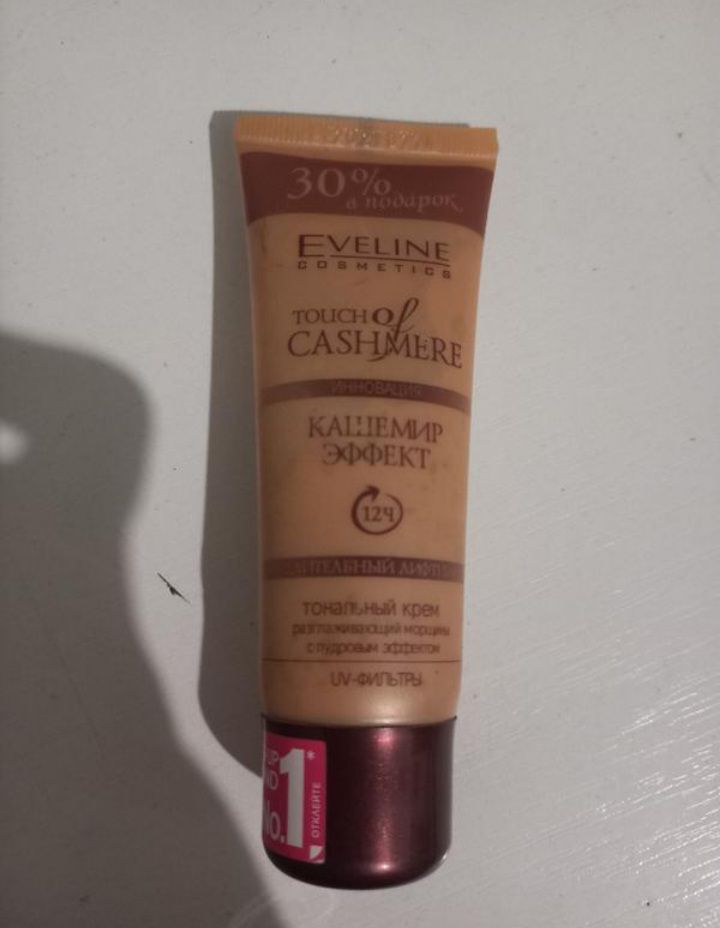 30%
в подарок
EVELINE
COSMETICS
TOUCH of
CASHMERE
ИННОВАЦИЯ
КАШЕМИР
ЭФФЕКТ
12Ч
тональный крем
разглаживающий морщины
с пудровым эффектом
UV-ФИЛЬТРЫ
1*
No.
ОТКЛЕЙТЕ